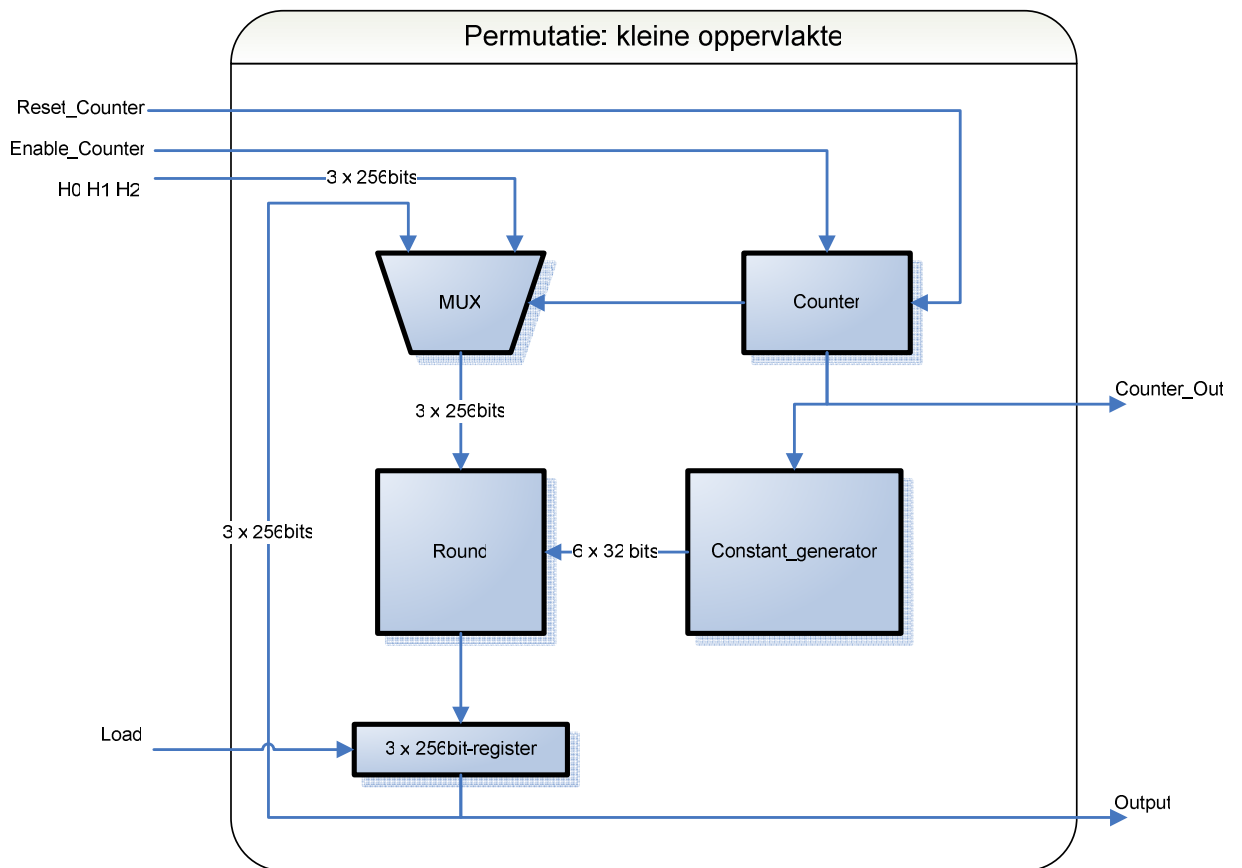 Permutatie: kleine oppervlakte
Reset_Counter
Enable_Counter
H0 H1 H2
3 x 256bits
MUX
Counter
3 x 256bits
Counter_Out
3 x 256bits
Round
6 x 32 bits
Constant_generator
Load
3 x 256bit-register
Output